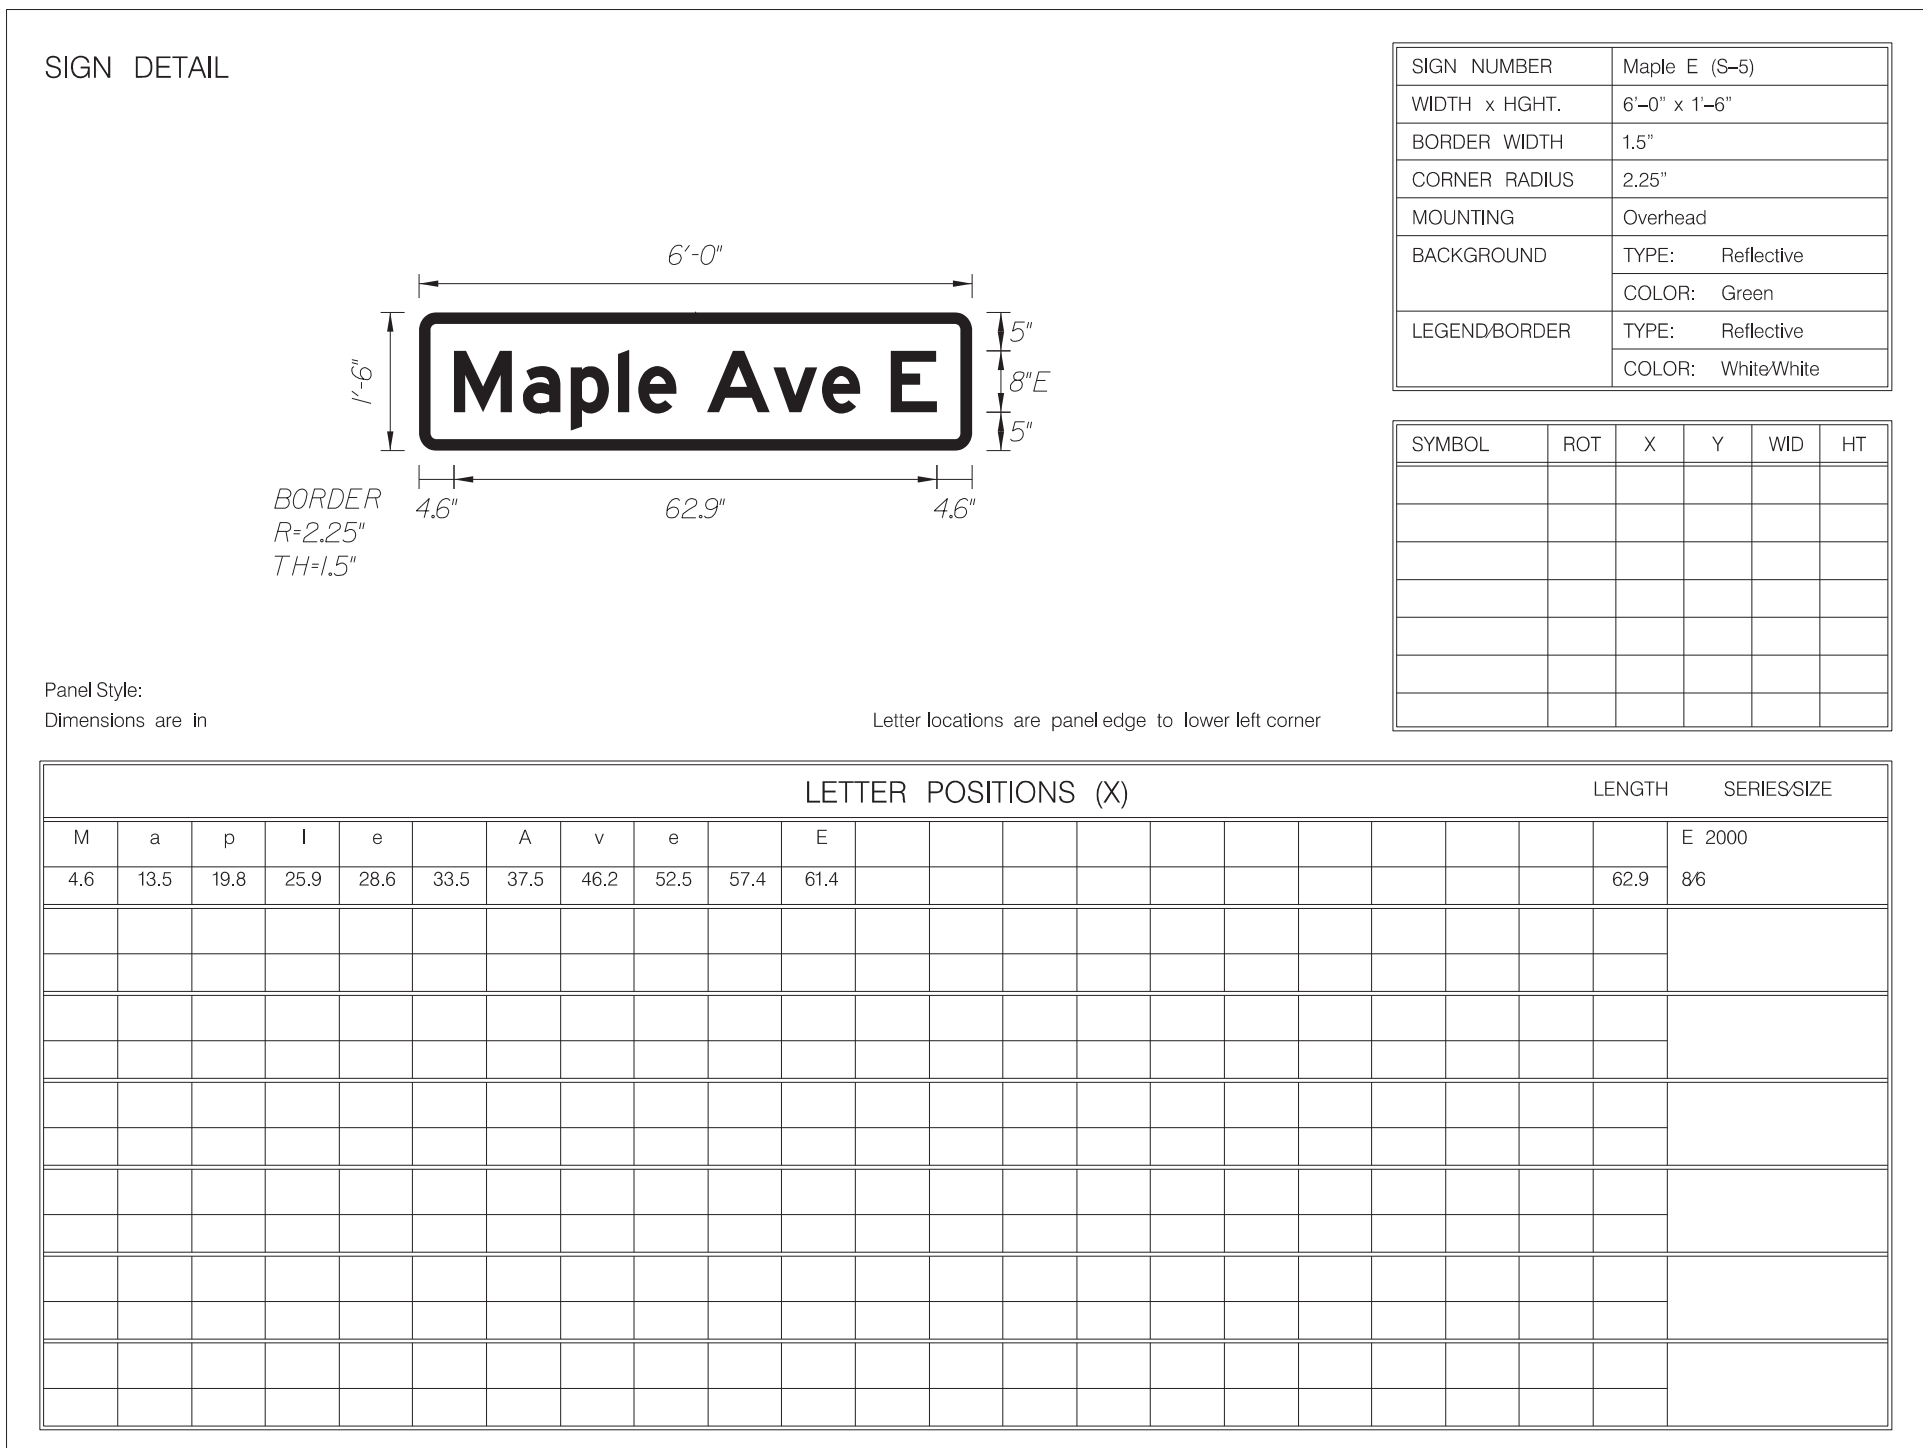 SIGN DETAIL
SIGN NUMBER Maple E (S–5)
WIDTH x HGHT. 6'–0" x 1'–6"
BORDER WIDTH 1.5"
CORNER RADIUS 2.25"
MOUNTING Overhead
BACKGROUND TYPE: Reflective
COLOR: Green
LEGEND/BORDER TYPE: Reflective
COLOR: White/White
6'-0"
1'-6"
Maple Ave E
5"
8"E
5"
4.6" 62.9" 4.6"
BORDER
R=2.25"
TH=1.5"
SYMBOL ROT X Y WID HT
Panel Style:
Dimensions are in
Letter locations are panel edge to lower left corner
LETTER POSITIONS (X) LENGTH SERIES/SIZE
M a p l e A v e E E 2000
4.6 13.5 19.8 25.9 28.6 33.5 37.5 46.2 52.5 57.4 61.4 62.9 8/6